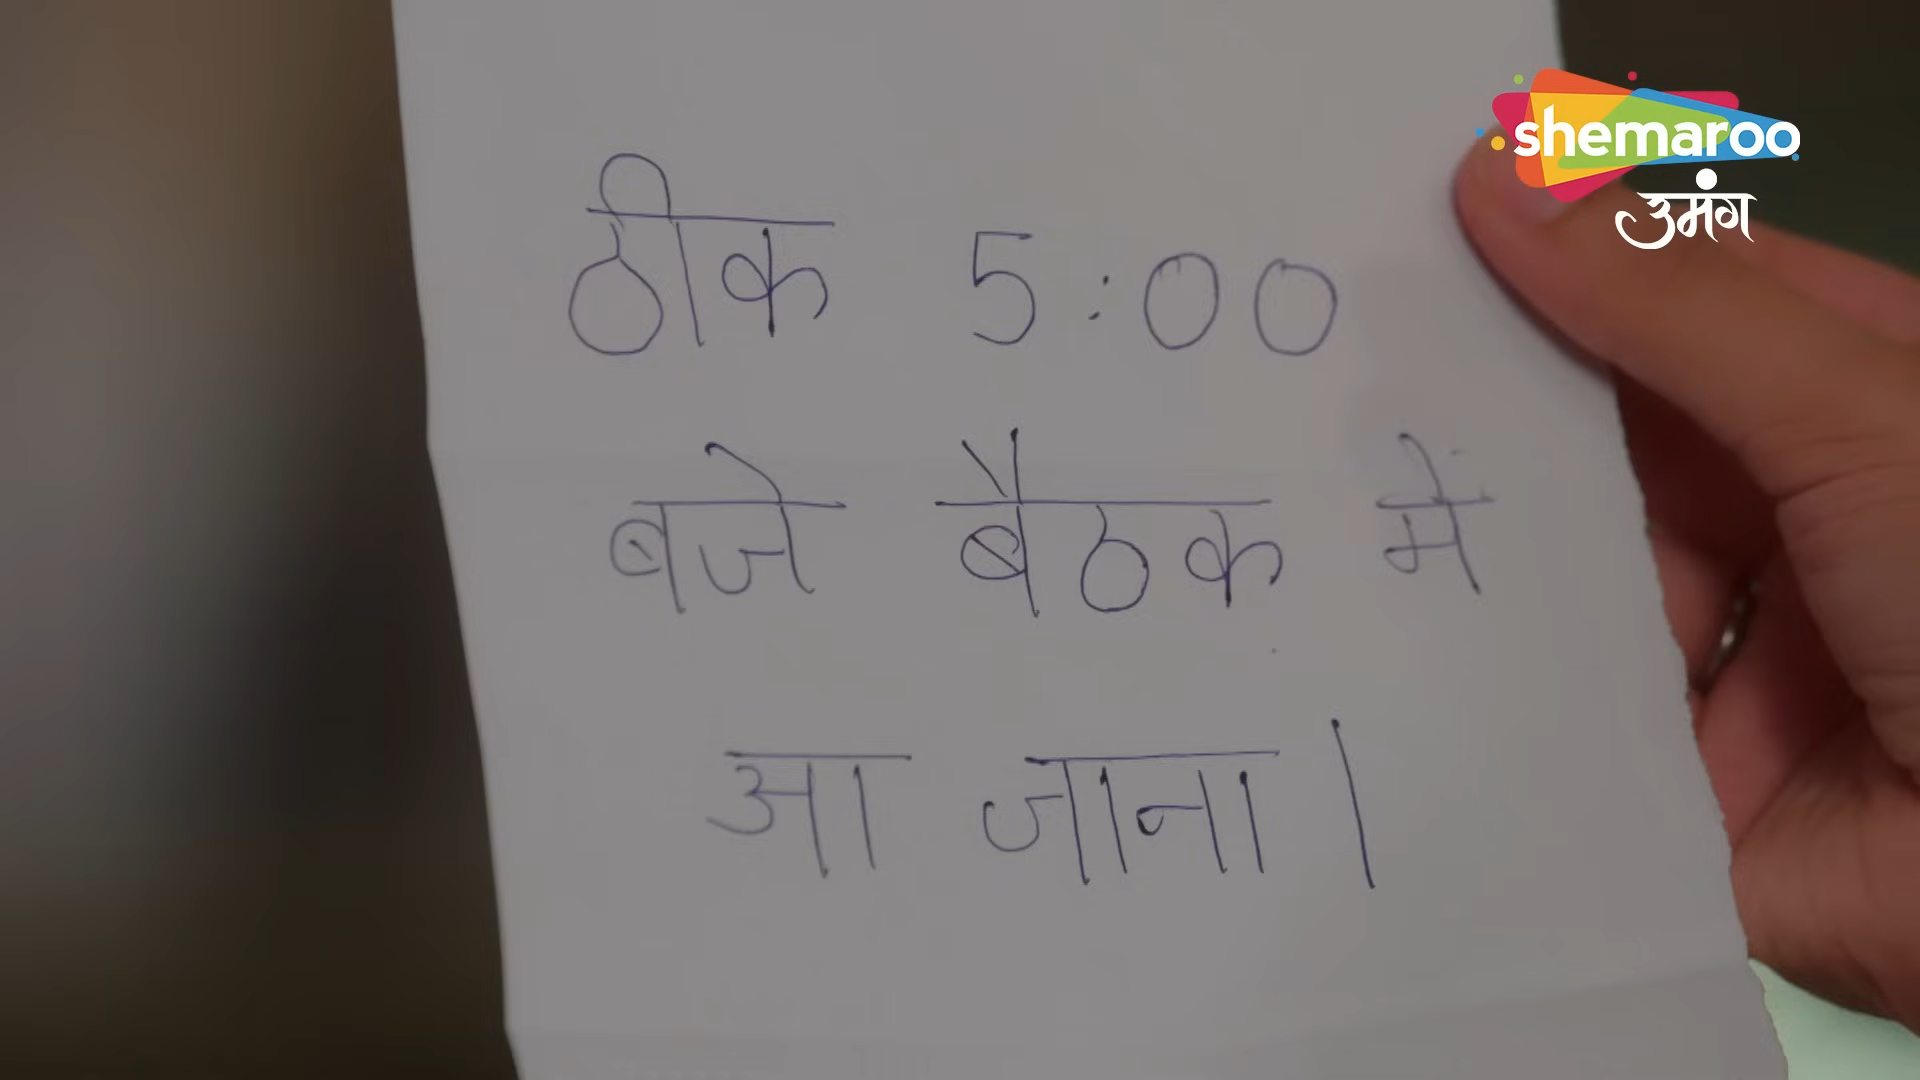 shemaroo
उमंग
ठीक 5:00
बजे बैठक में
आ जाना।